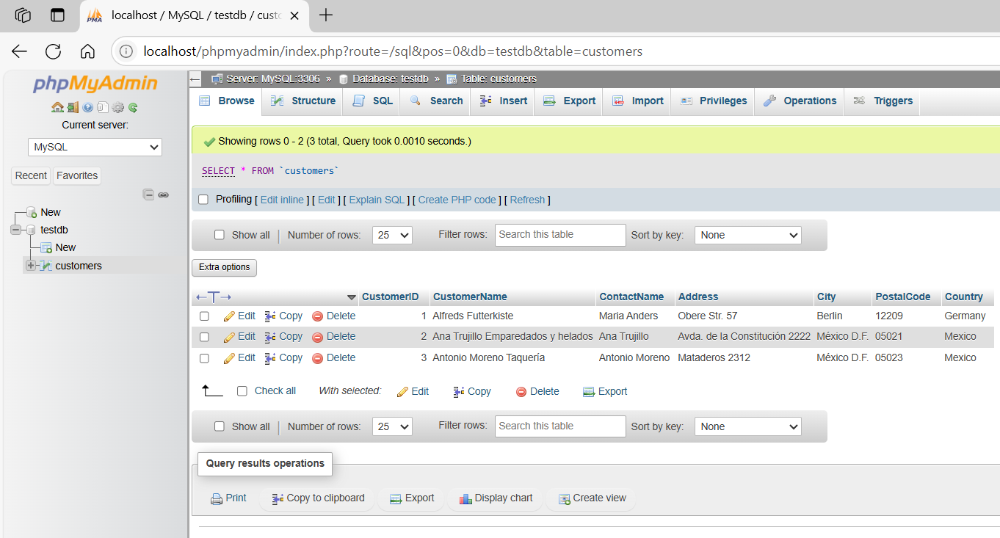 localhost / MySQL / testdb / cust
localhost/phpmyadmin/index.php?route=/sql&pos=0&db=testdb&table=customers
phpMyAdmin
Current server:
MySQL
Recent Favorites
New
testdb
New
customers
Server: MySQL:3306 » Database: testdb » Table: customers
Browse Structure SQL Search Insert Export Import Privileges Operations Triggers
Showing rows 0 - 2 (3 total, Query took 0.0010 seconds.)
SELECT * FROM `customers`
Profiling [ Edit inline ] [ Edit ] [ Explain SQL ] [ Create PHP code ] [ Refresh ]
Show all | Number of rows: 25 Filter rows: Search this table Sort by key: None
Extra options
←T→ CustomerID CustomerName ContactName Address City PostalCode Country
Edit Copy Delete 1 Alfreds Futterkiste Maria Anders Obere Str. 57 Berlin 12209 Germany
Edit Copy Delete 2 Ana Trujillo Emparedados y helados Ana Trujillo Avda. de la Constitución 2222 México D.F. 05021 Mexico
Edit Copy Delete 3 Antonio Moreno Taquería Antonio Moreno Mataderos 2312 México D.F. 05023 Mexico
Check all With selected: Edit Copy Delete Export
Show all | Number of rows: 25 Filter rows: Search this table Sort by key: None
Query results operations
Print Copy to clipboard Export Display chart Create view